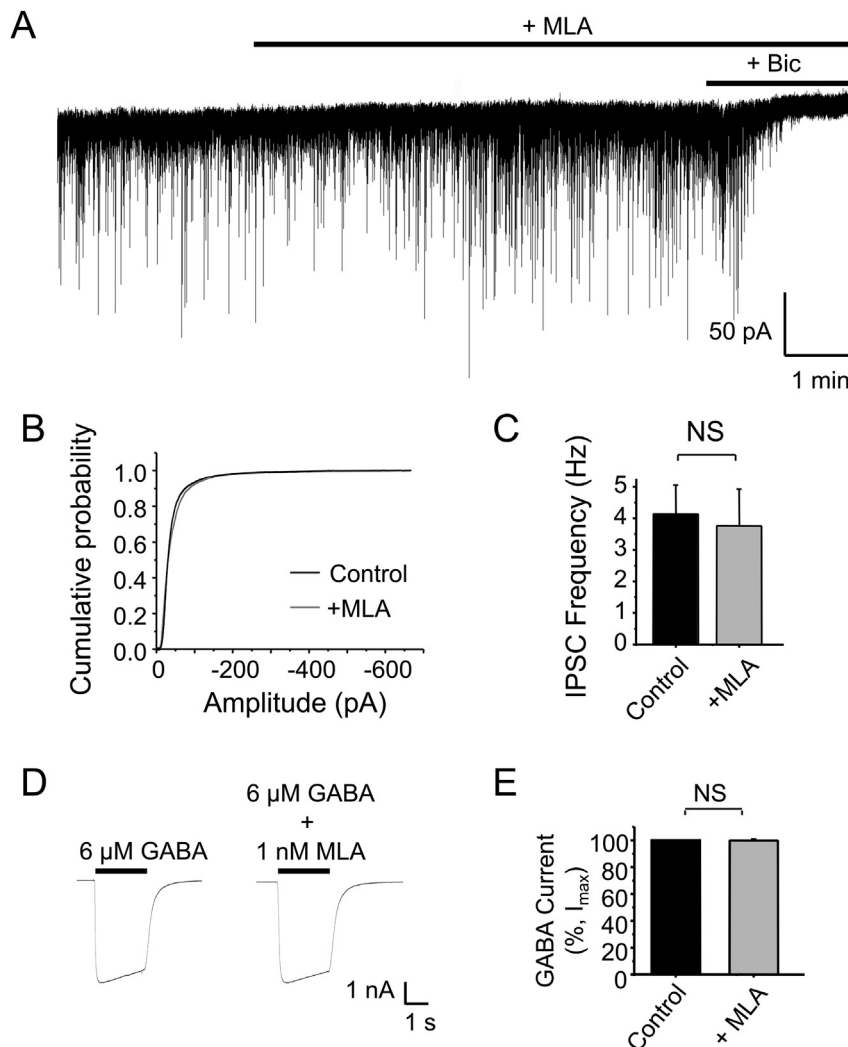 A
+ MLA
+ Bic
50 pA
1 min
B
Cumulative probability
1.0
0.8
0.6
0.4
0.2
0.0
Control
+MLA
0 -200 -400 -600
Amplitude (pA)
C
NS
IPSC Frequency (Hz)
5
4
3
2
1
0
Control
+MLA
D
6 µM GABA
6 µM GABA
+
1 nM MLA
1 nA
1 s
E
NS
GABA Current
(%, Imax)
100
80
60
40
20
0
Control
+ MLA